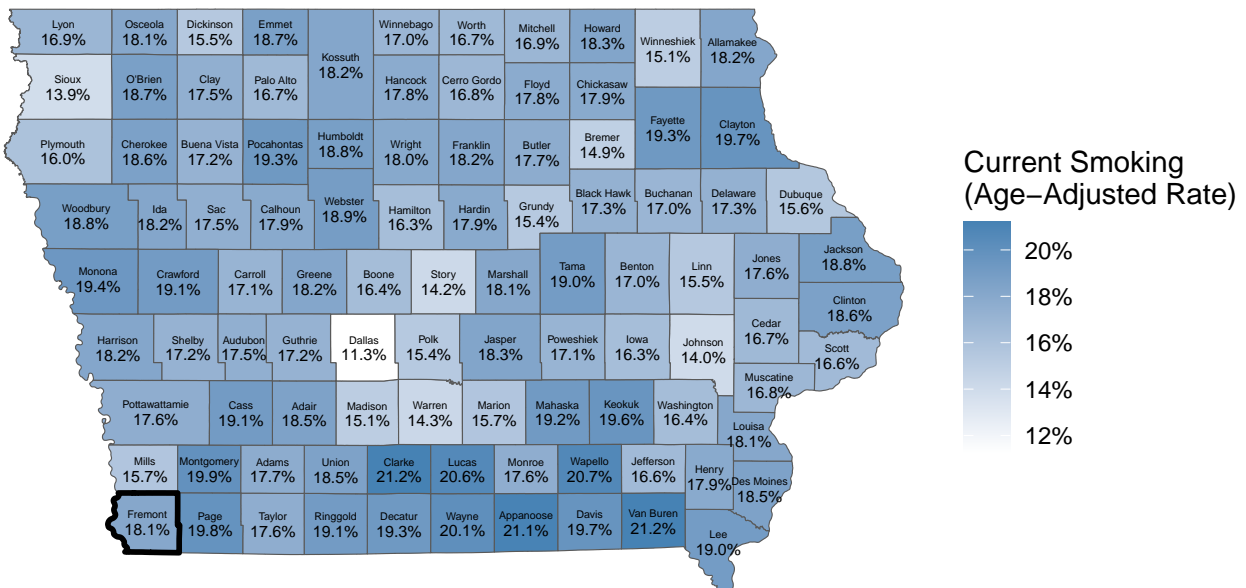 Lyon
16.9%
Osceola
18.1%
Dickinson
15.5%
Emmet
18.7%
Kossuth
18.2%
Winnebago
17.0%
Worth
16.7%
Mitchell
16.9%
Howard
18.3%
Winneshiek
15.1%
Allamakee
18.2%
Sioux
13.9%
O'Brien
18.7%
Clay
17.5%
Palo Alto
16.7%
Hancock
17.8%
Cerro Gordo
16.8%
Floyd
17.8%
Chickasaw
17.9%
Fayette
19.3%
Clayton
19.7%
Plymouth
16.0%
Cherokee
18.6%
Buena Vista
17.2%
Pocahontas
19.3%
Humboldt
18.8%
Wright
18.0%
Franklin
18.2%
Butler
17.7%
Bremer
14.9%
Woodbury
18.8%
Ida
18.2%
Sac
17.5%
Calhoun
17.9%
Webster
18.9%
Hamilton
16.3%
Hardin
17.9%
Grundy
15.4%
Black Hawk
17.3%
Buchanan
17.0%
Delaware
17.3%
Dubuque
15.6%
Monona
19.4%
Crawford
19.1%
Carroll
17.1%
Greene
18.2%
Boone
16.4%
Story
14.2%
Marshall
18.1%
Tama
19.0%
Benton
17.0%
Linn
15.5%
Jones
17.6%
Jackson
18.8%
Clinton
18.6%
Harrison
18.2%
Shelby
17.2%
Audubon
17.5%
Guthrie
17.2%
Dallas
11.3%
Polk
15.4%
Jasper
18.3%
Poweshiek
17.1%
Iowa
16.3%
Johnson
14.0%
Cedar
16.7%
Scott
16.6%
Muscatine
16.8%
Pottawattamie
17.6%
Cass
19.1%
Adair
18.5%
Madison
15.1%
Warren
14.3%
Marion
15.7%
Mahaska
19.2%
Keokuk
19.6%
Washington
16.4%
Louisa
18.1%
Mills
15.7%
Montgomery
19.9%
Adams
17.7%
Union
18.5%
Clarke
21.2%
Lucas
20.6%
Monroe
17.6%
Wapello
20.7%
Jefferson
16.6%
Henry
17.9%
Des Moines
18.5%
Fremont
18.1%
Page
19.8%
Taylor
17.6%
Ringgold
19.1%
Decatur
19.3%
Wayne
20.1%
Appanoose
21.1%
Davis
19.7%
Van Buren
21.2%
Lee
19.0%
Current Smoking
(Age−Adjusted Rate)
20%
18%
16%
14%
12%